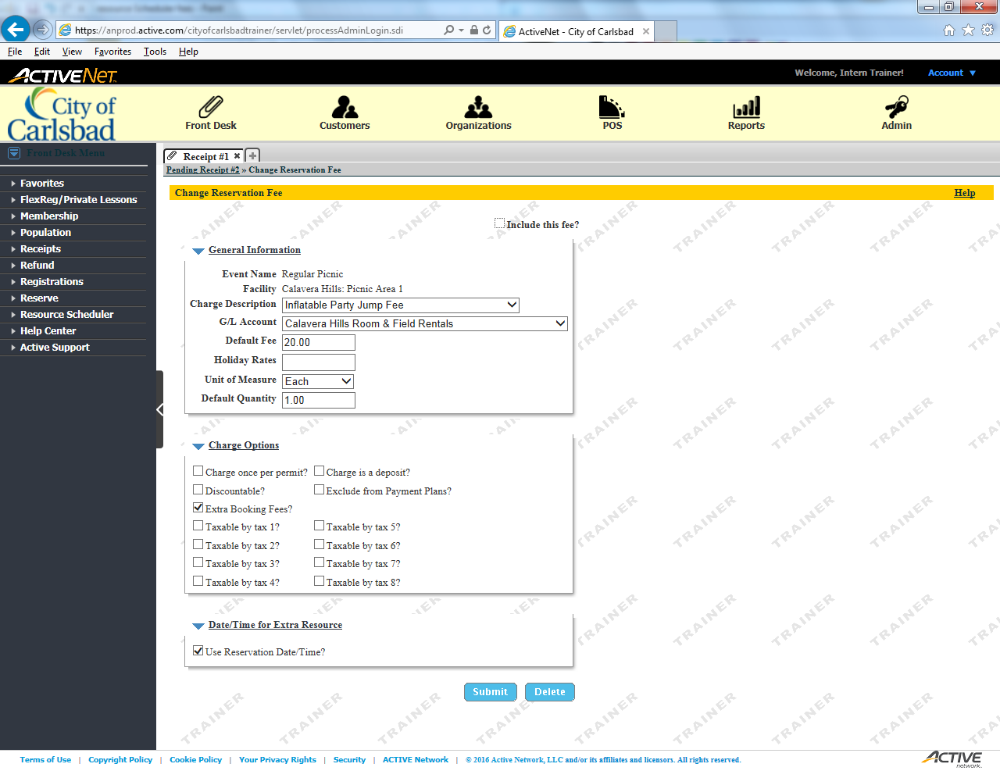 https://anprod.active.com/cityofcarlsbadtrainer/servlet/processAdminLogin.sdi
ActiveNet - City of Carlsbad
File Edit View Favorites Tools Help
ACTIVENET
Welcome, Intern Trainer! Account
City of Carlsbad
Front Desk Customers Organizations POS Reports Admin
Front Desk Menu
Favorites
FlexReg/Private Lessons
Membership
Population
Receipts
Refund
Registrations
Reserve
Resource Scheduler
Help Center
Active Support
Receipt #1
Pending Receipt #2 » Change Reservation Fee
Change Reservation Fee Help
Include this fee?
General Information
Event Name Regular Picnic
Facility Calavera Hills: Picnic Area 1
Charge Description Inflatable Party Jump Fee
G/L Account Calavera Hills Room & Field Rentals
Default Fee 20.00
Holiday Rates
Unit of Measure Each
Default Quantity 1.00
Charge Options
Charge once per permit? Charge is a deposit?
Discountable? Exclude from Payment Plans?
Extra Booking Fees?
Taxable by tax 1? Taxable by tax 5?
Taxable by tax 2? Taxable by tax 6?
Taxable by tax 3? Taxable by tax 7?
Taxable by tax 4? Taxable by tax 8?
Date/Time for Extra Resource
Use Reservation Date/Time?
Submit Delete
TRAINER
Terms of Use | Copyright Policy | Cookie Policy | Your Privacy Rights | Security | ACTIVE Network | © 2016 Active Network, LLC and/or its affiliates and licensors. All rights reserved.
ACTIVE network